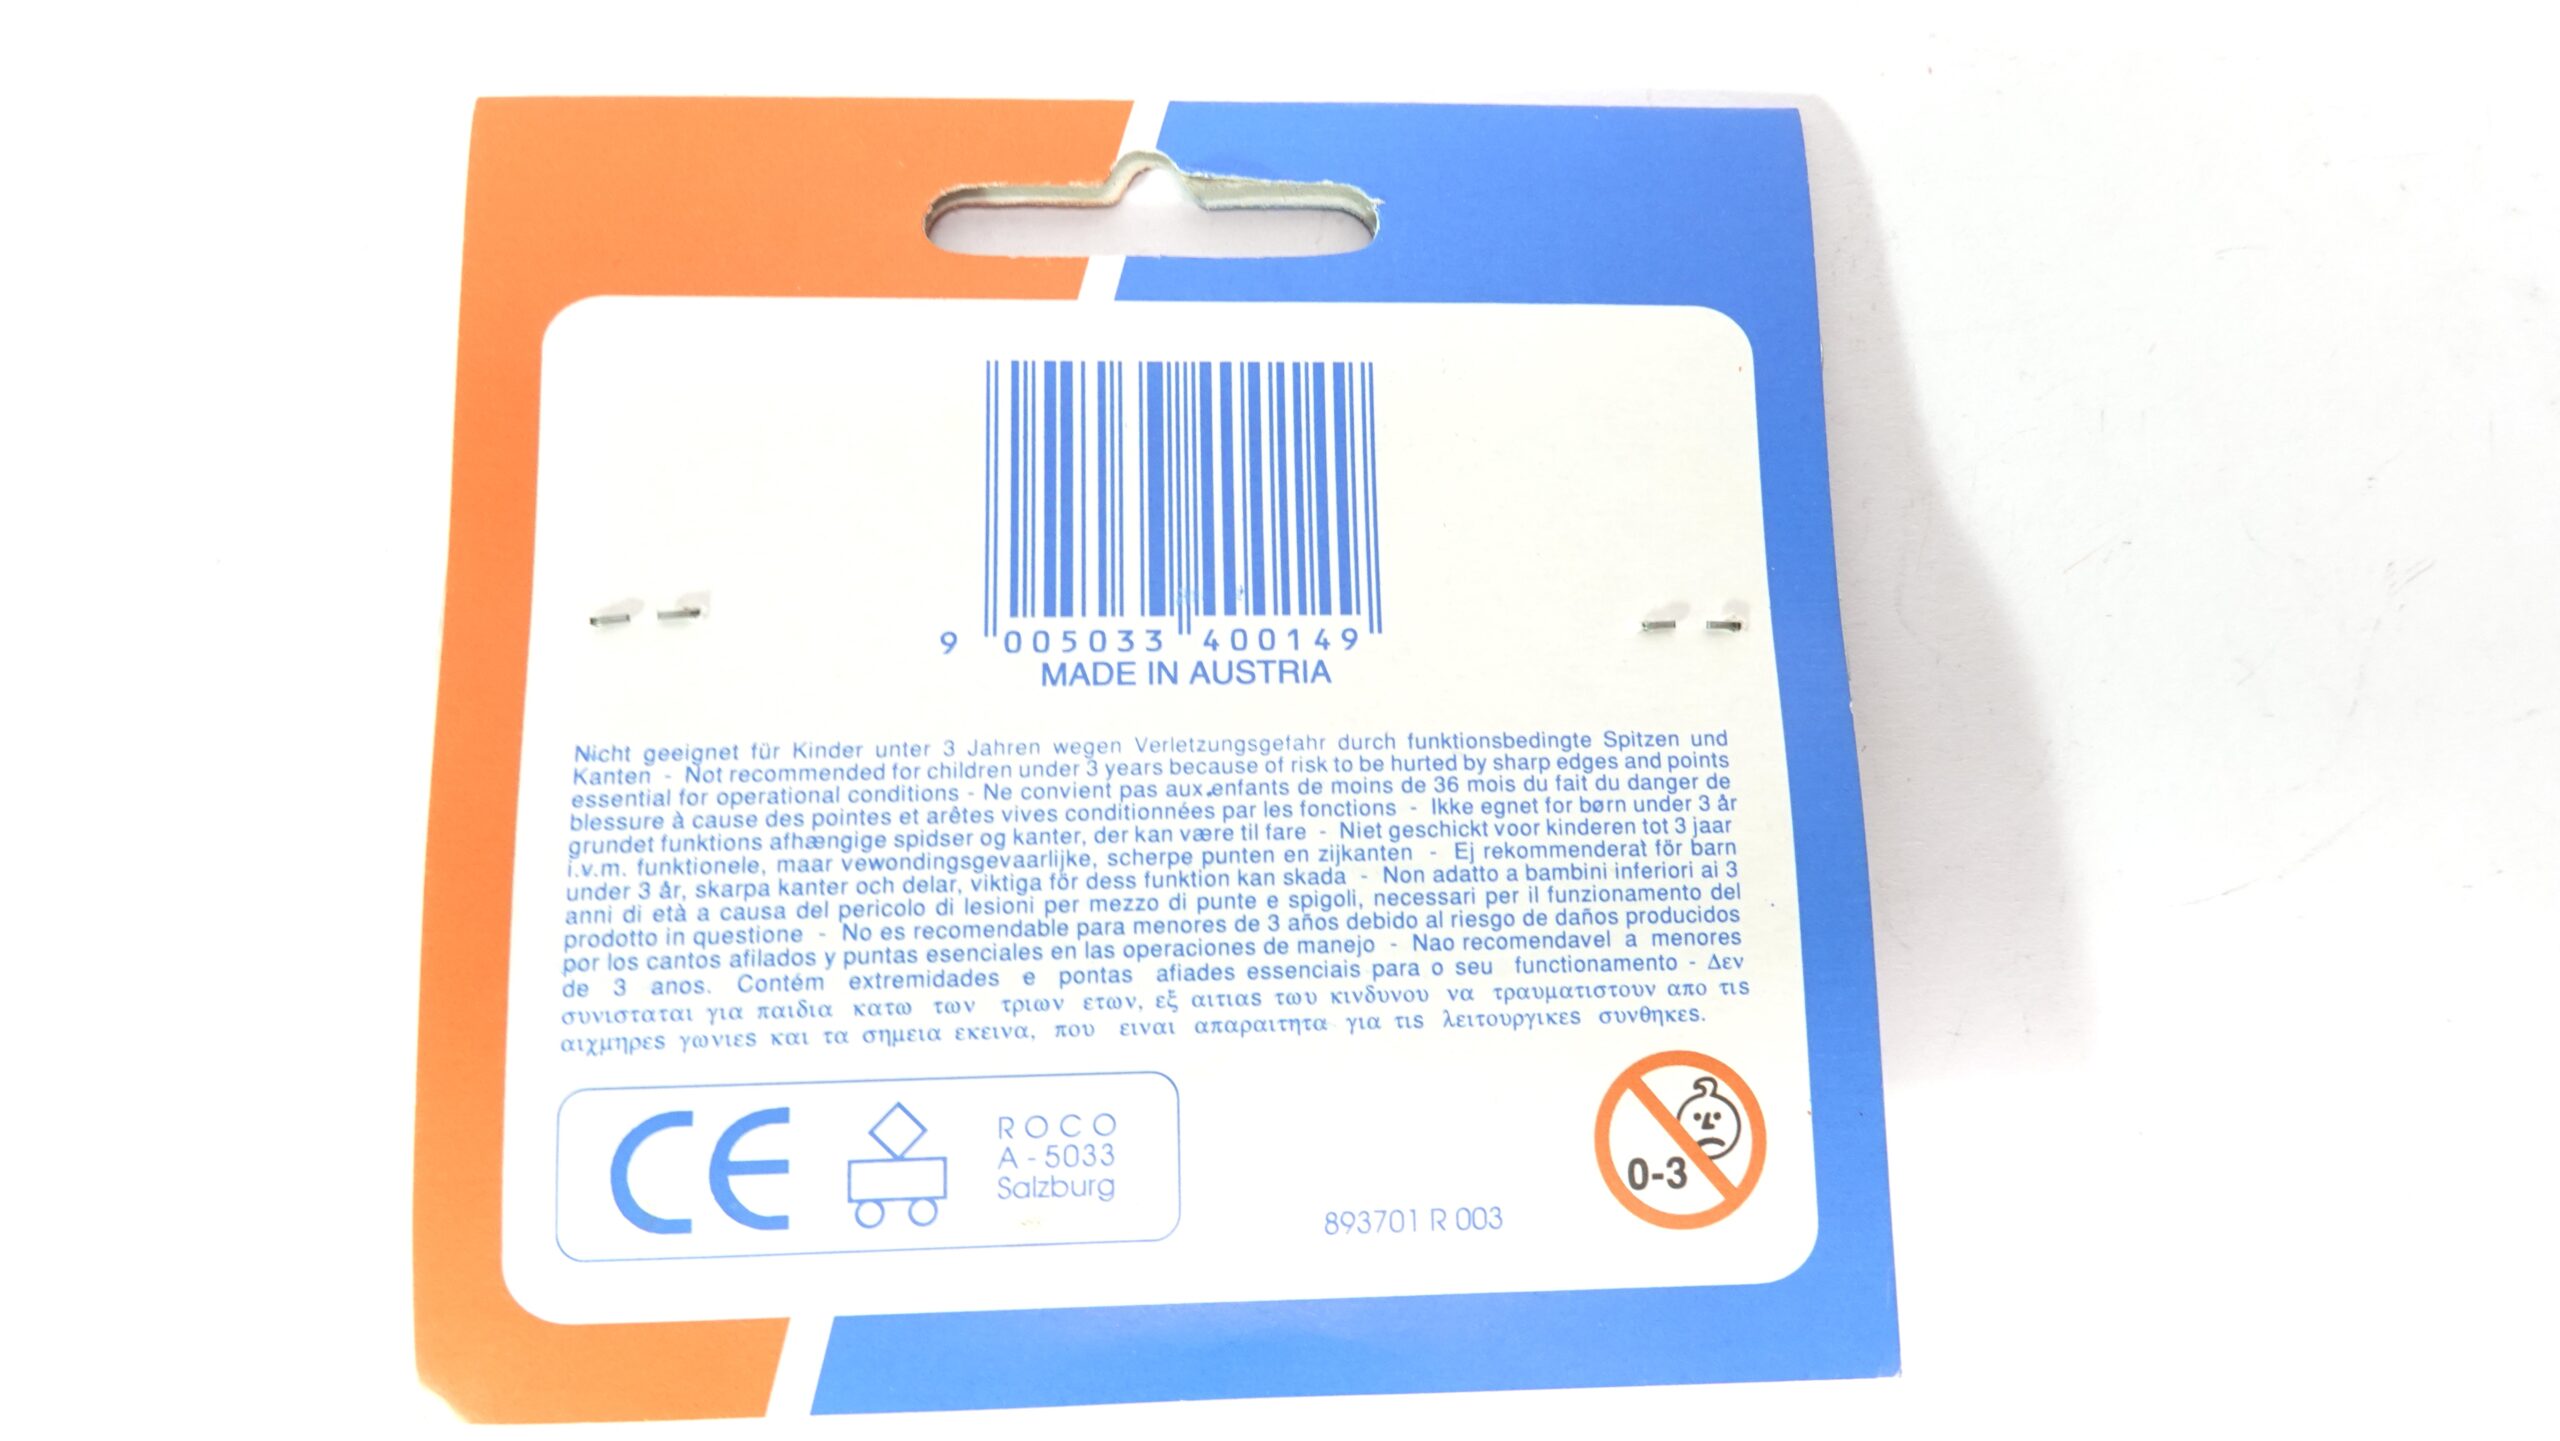 9 005033 400149
MADE IN AUSTRIA
Nicht geeignet für Kinder unter 3 Jahren wegen Verletzungsgefahr durch funktionsbedingte Spitzen und
Kanten - Not recommended for children under 3 years because of risk to be hurted by sharp edges and points
essential for operational conditions - Ne convient pas aux enfants de moins de 36 mois du fait du danger de
blessure à cause des pointes et arêtes vives conditionnées par les fonctions - Ikke egnet for børn under 3 år
grundet funktions afhængige spidser og kanter, der kan være til fare - Niet geschickt voor kinderen tot 3 jaar
i.v.m. funktionele, maar vewondingsgevaarlijke, scherpe punten en zijkanten - Ej rekommenderat för barn
under 3 år, skarpa kanter och delar, viktiga för dess funktion kan skada - Non adatto a bambini inferiori ai 3
anni di età a causa del pericolo di lesioni per mezzo di punte e spigoli, necessari per il funzionamento del
prodotto in questione - No es recomendable para menores de 3 años debido al riesgo de daños producidos
por los cantos afilados y puntas esenciales en las operaciones de manejo - Nao recomendavel a menores
de 3 anos. Contém extremidades e pontas afiades essenciais para o seu functionamento - Δεν
συνισταται για παιδια κατω των τριων ετων, εξ αιτιας του κινδυνου να τραυματιστουν απο τις
αιχμηρες γωνιες και τα σημεια εκεινα, που ειναι απαραιτητα για τις λειτουργικες συνθηκες.
CE
ROCO
A - 5033
Salzburg
893701 R 003
0-3